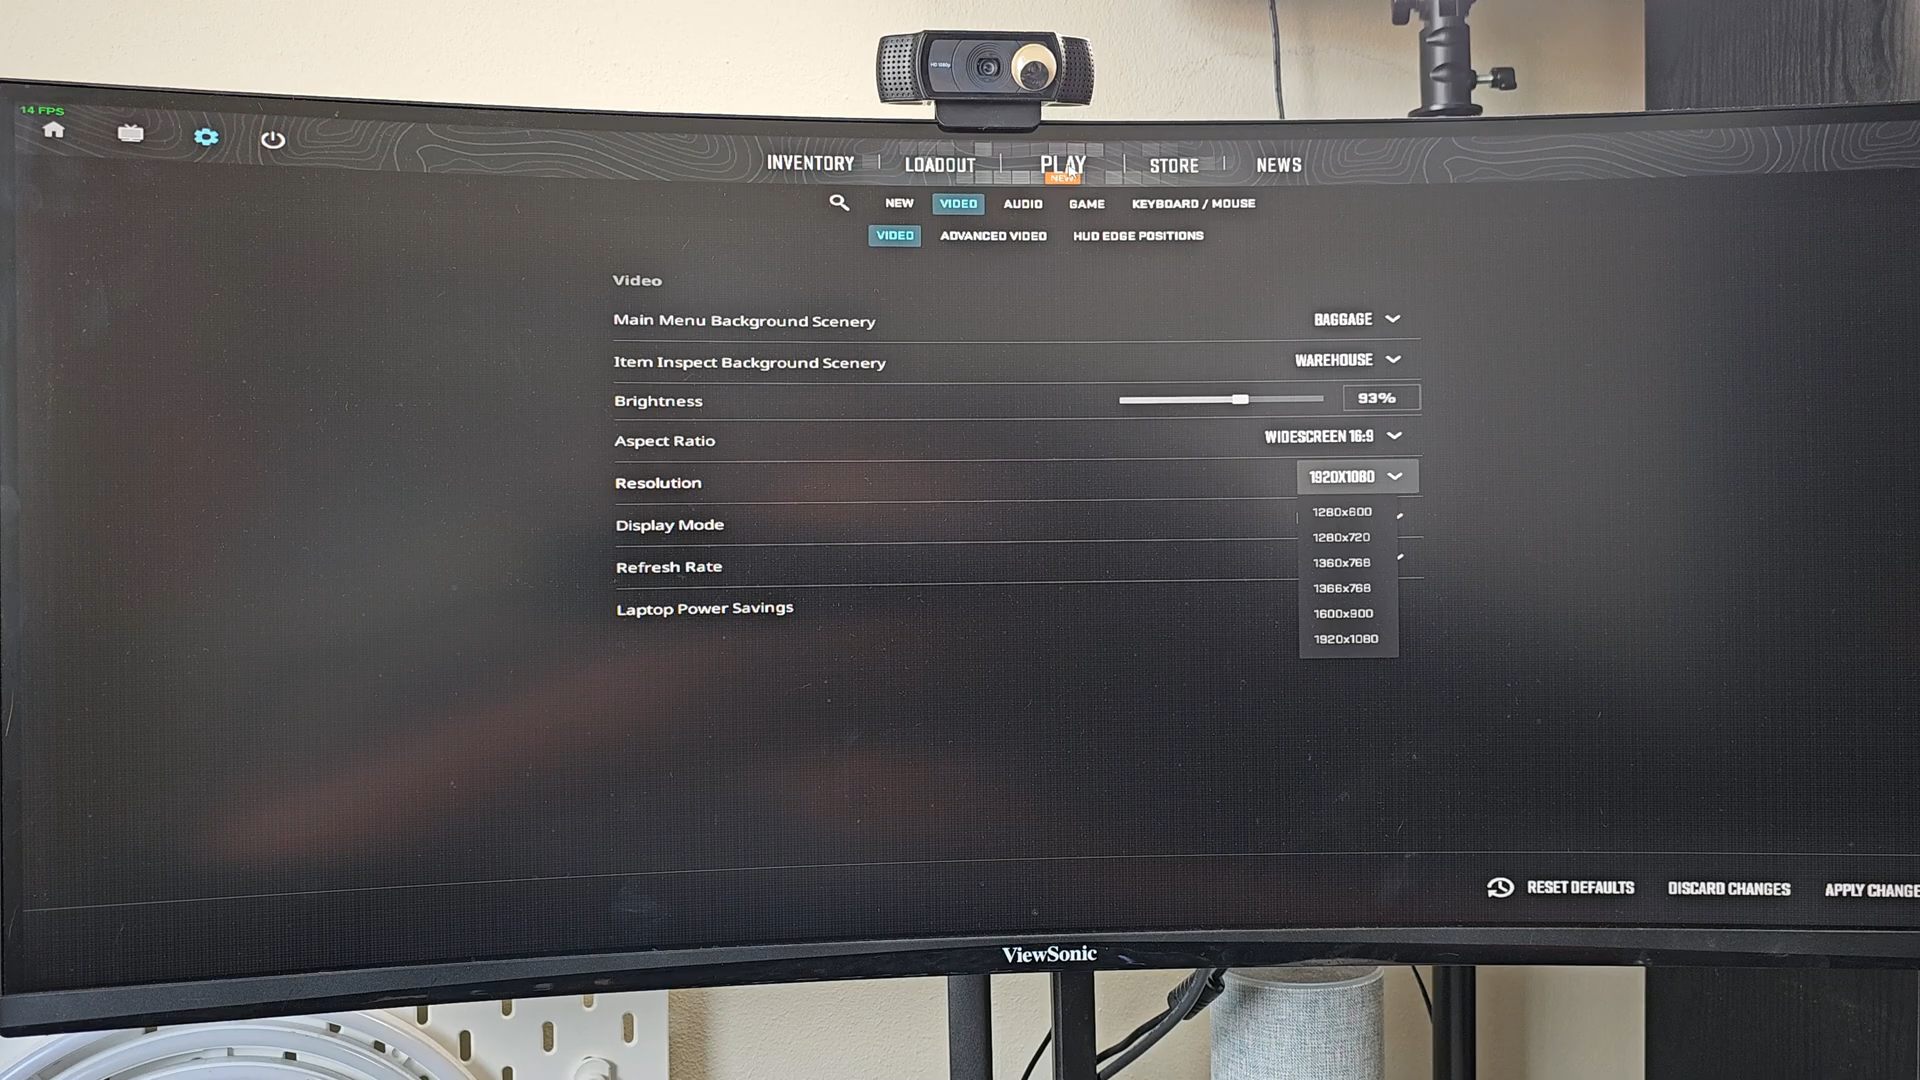 HD 1080p
14 FPS
INVENTORY LOADOUT PLAY STORE NEWS
NEW
NEW VIDEO AUDIO GAME KEYBOARD / MOUSE
VIDEO ADVANCED VIDEO HUD EDGE POSITIONS
Video
Main Menu Background Scenery BAGGAGE
Item Inspect Background Scenery WAREHOUSE
Brightness 93%
Aspect Ratio WIDESCREEN 16:9
Resolution 1920X1080
1280x600
Display Mode
1280x720
1360x768
Refresh Rate
1366x768
Laptop Power Savings
1600x900
1920x1080
RESET DEFAULTS DISCARD CHANGES APPLY CHANGE
ViewSonic